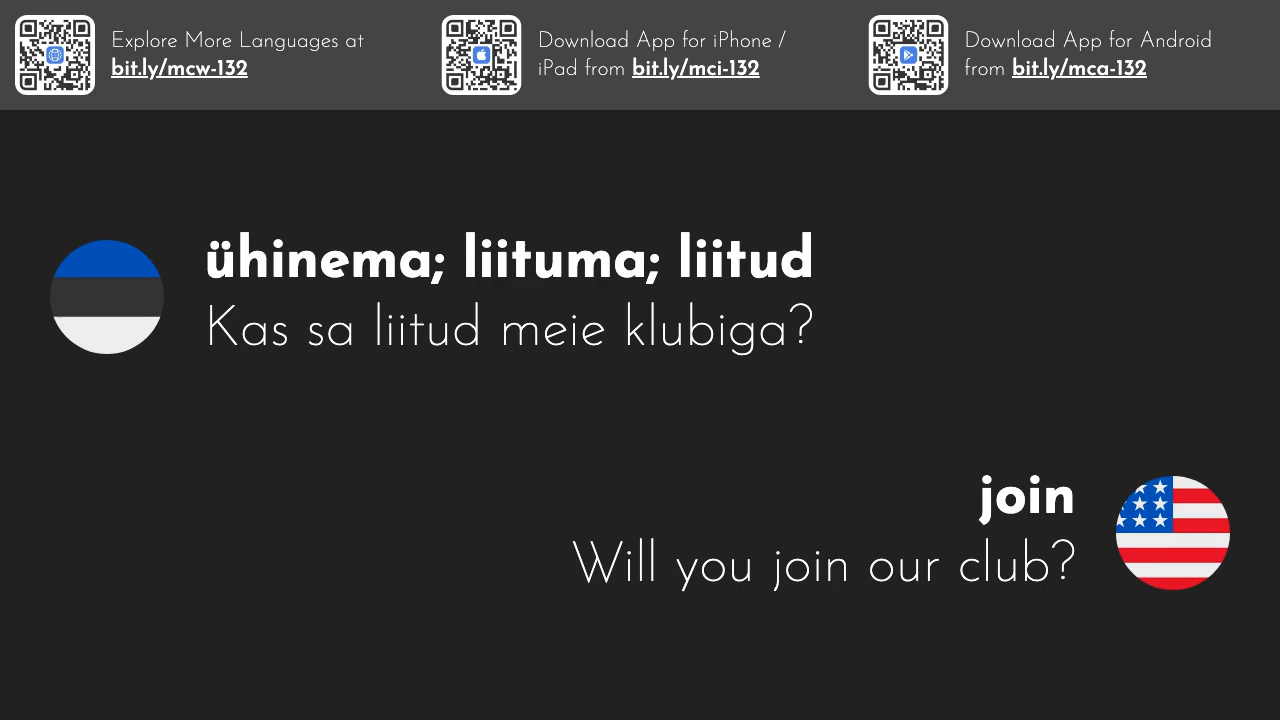 Explore More Languages at
bit.ly/mcw-132
Download App for iPhone /
iPad from bit.ly/mci-132
Download App for Android
from bit.ly/mca-132
ühinema; liituma; liitud
Kas sa liitud meie klubiga?
join
Will you join our club?